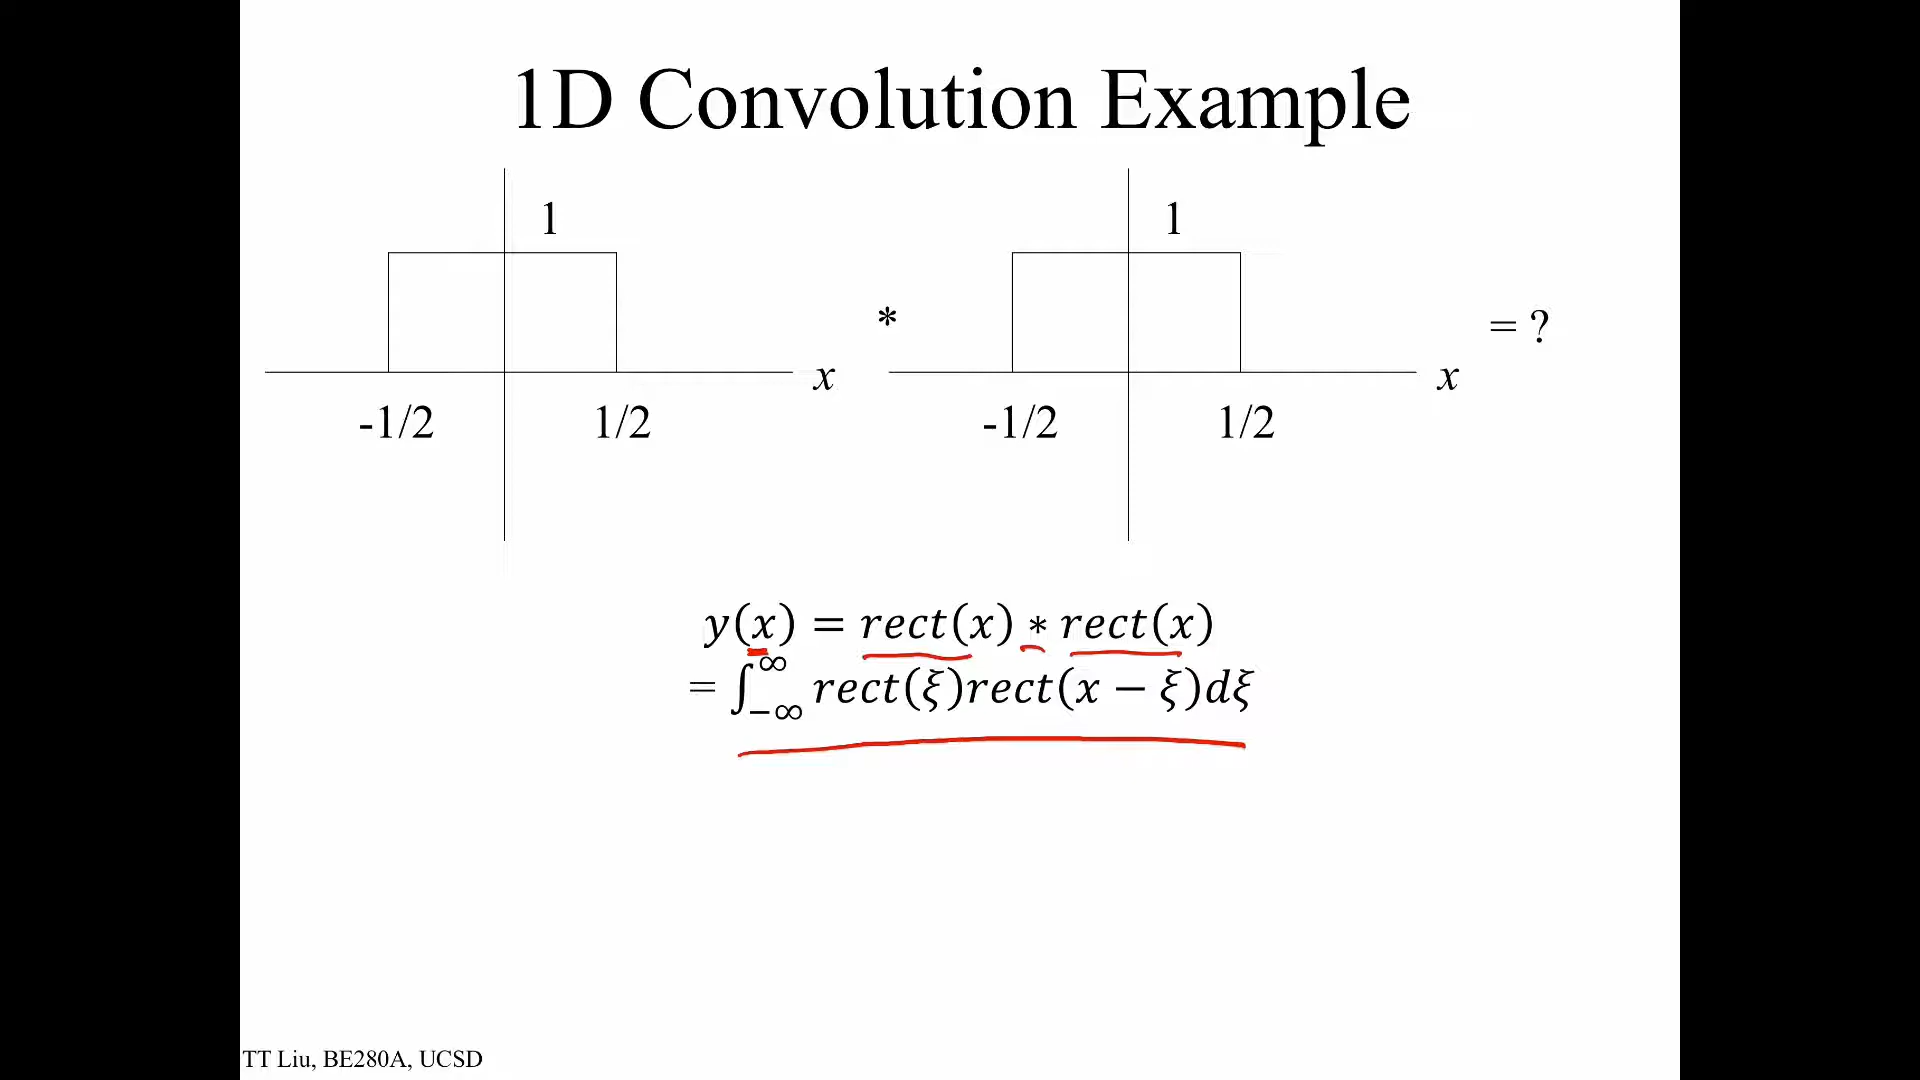 1D Convolution Example
1 1
* = ?
x x
-1/2 1/2 -1/2 1/2
y(x) = rect(x) ∗ rect(x)
= ∫_{-∞}^{∞} rect(ξ)rect(x − ξ)dξ
TT Liu, BE280A, UCSD